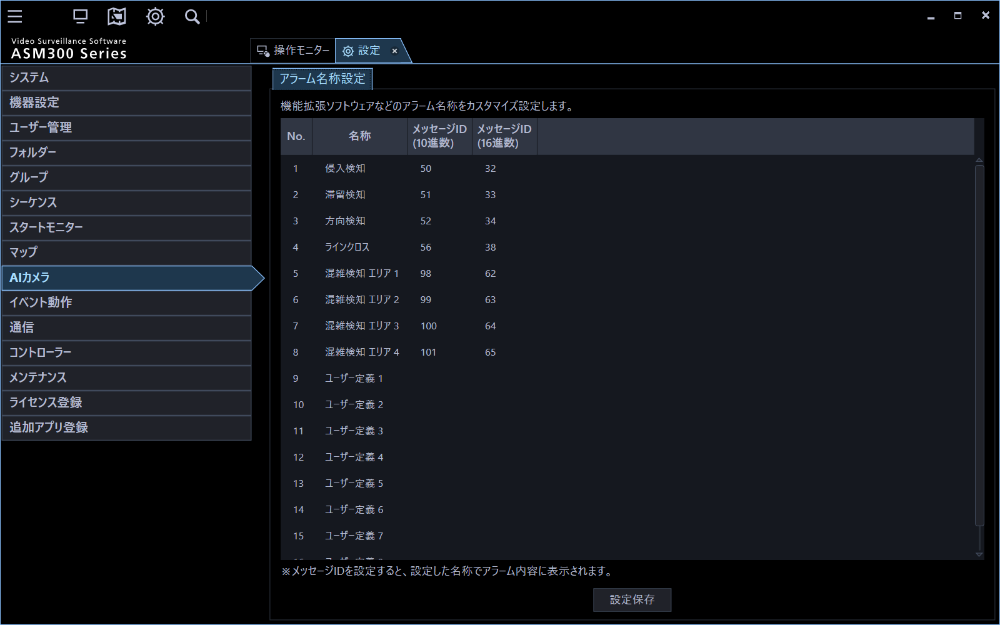 Video Surveillance Software
ASM300 Series
操作モニター
設定
システム
機器設定
ユーザー管理
フォルダー
グループ
シーケンス
スタートモニター
マップ
AIカメラ
イベント動作
通信
コントローラー
メンテナンス
ライセンス登録
追加アプリ登録
アラーム名称設定
機能拡張ソフトウェアなどのアラーム名称をカスタマイズ設定します。
No. 名称 メッセージID (10進数) メッセージID (16進数)
1 侵入検知 50 32
2 滞留検知 51 33
3 方向検知 52 34
4 ラインクロス 56 38
5 混雑検知 エリア 1 98 62
6 混雑検知 エリア 2 99 63
7 混雑検知 エリア 3 100 64
8 混雑検知 エリア 4 101 65
9 ユーザー定義 1
10 ユーザー定義 2
11 ユーザー定義 3
12 ユーザー定義 4
13 ユーザー定義 5
14 ユーザー定義 6
15 ユーザー定義 7
※メッセージIDを設定すると、設定した名称でアラーム内容に表示されます。
設定保存